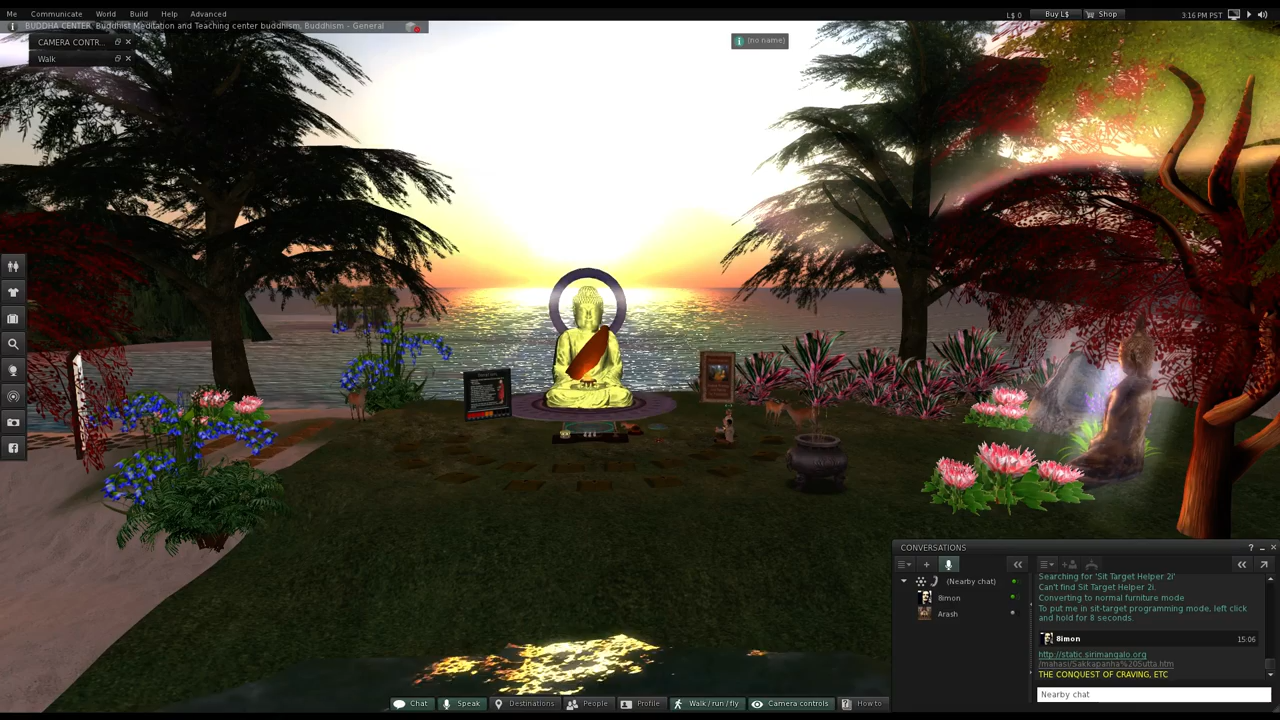 Me Communicate World Build Help Advanced
L$ 0 Buy L$ Shop 3:16 PM PST
BUDDHA CENTER, Buddhist Meditation and Teaching center buddhism, Buddhism - General
CAMERA CONTR...
Walk
(no name)
CONVERSATIONS
(Nearby chat)
8imon
Arash
Searching for 'Sit Target Helper 2i'
Can't find Sit Target Helper 2i.
Converting to normal furniture mode
To put me in sit-target programming mode, left click
and hold for 8 seconds.
8imon 15:06
http://static.sirimangalo.org
/mahasi/Sakkapanha%20Sutta.htm
THE CONQUEST OF CRAVING, ETC
Nearby chat
Chat Speak Destinations People Profile Walk / run / fly Camera controls How to